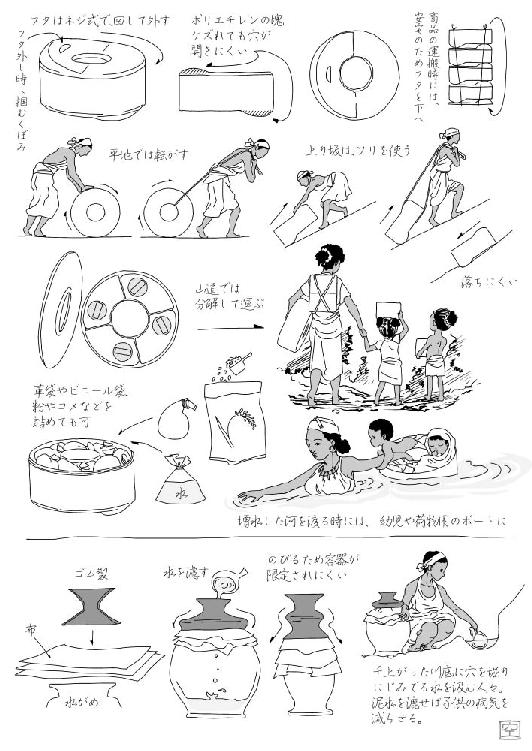 フタはネジ式で回して外す
フタ外し時、掴むくぼみ
ポリエチレンの塊
なズれても穴が
開きにくい
商品の運搬時には、
安定のためフタを下へ
平地では転がす
上り坂は、ソリを使う
落ちにくい
山道では
分解して運ぶ
革袋やビニール袋
粉やコメなどを
詰めても可
水
増水した河を渡る時には、幼児や荷物様のボートに
ゴム製
布
水がめ
水を濾す
のびるため容器が
限定されにくい
干上がった河底に穴を掘り
にじみでる水を汲む人々。
泥水を濾せば子供の病気を
減らせる。
空